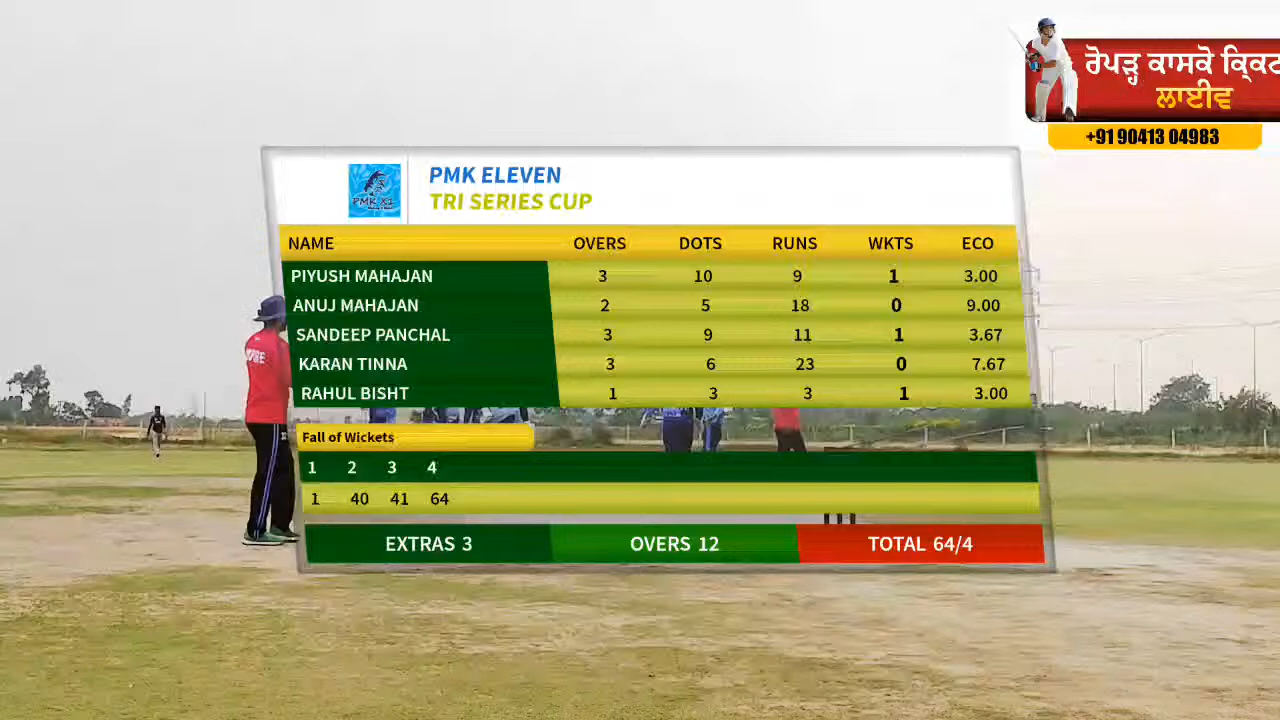 ਰੋਪੜ੍ਹ ਕਾਸਕੋ ਕ੍ਰਿਕਟ
ਲਾਈਵ
+91 90413 04983
PMK X1
PMK ELEVEN
TRI SERIES CUP
NAME OVERS DOTS RUNS WKTS ECO
PIYUSH MAHAJAN 3 10 9 1 3.00
ANUJ MAHAJAN 2 5 18 0 9.00
SANDEEP PANCHAL 3 9 11 1 3.67
KARAN TINNA 3 6 23 0 7.67
RAHUL BISHT 1 3 3 1 3.00
Fall of Wickets
1 2 3 4
1 40 41 64
EXTRAS 3 OVERS 12 TOTAL 64/4